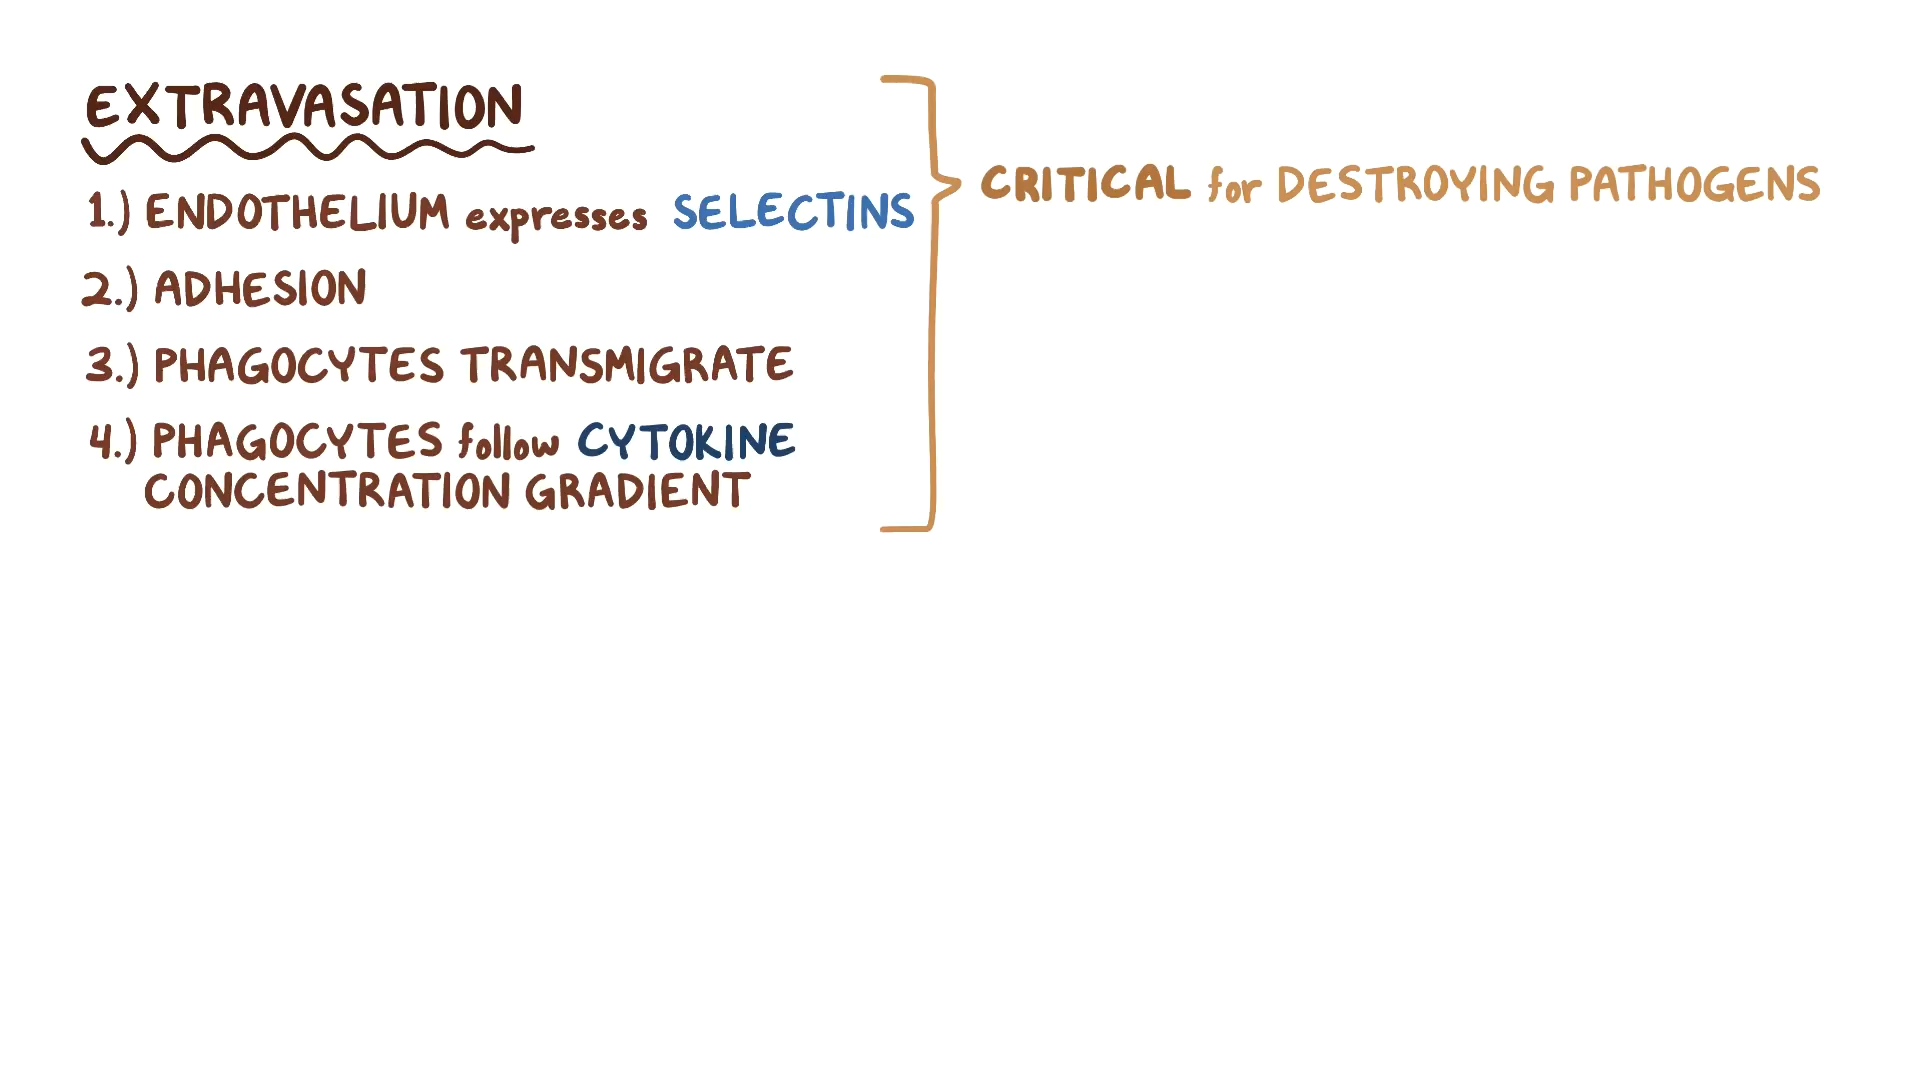 EXTRAVASATION
1.) ENDOTHELIUM expresses SELECTINS
2.) ADHESION
3.) PHAGOCYTES TRANSMIGRATE
4.) PHAGOCYTES follow CYTOKINE
CONCENTRATION GRADIENT
CRITICAL for DESTROYING PATHOGENS